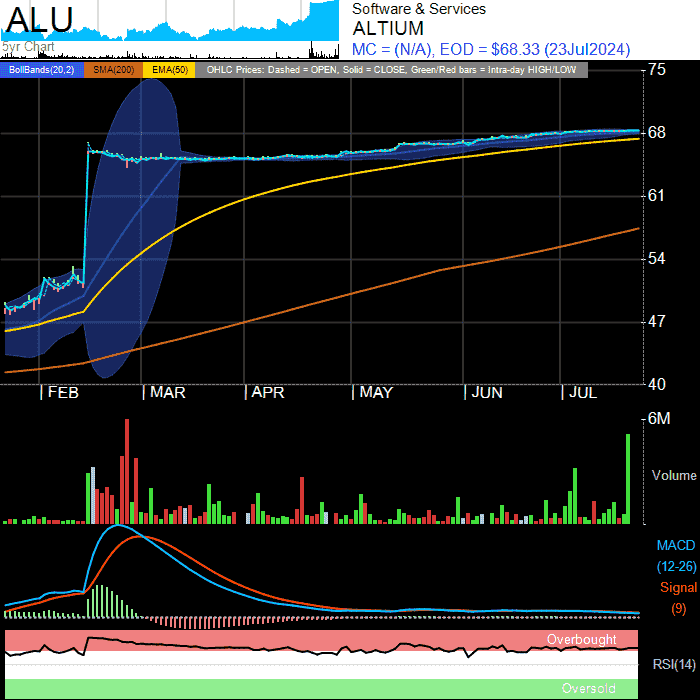 ALU
5yr Chart
Software & Services
ALTIUM
MC = (N/A), EOD = $68.33 (23Jul2024)
BollBands(20,2) SMA(200) EMA(50) OHLC Prices: Dashed = OPEN, Solid = CLOSE, Green/Red bars = Intra-day HIGH/LOW
75
68
61
54
47
40
FEB MAR APR MAY JUN JUL
6M
Volume
MACD
(12-26)
Signal
(9)
Overbought
RSI(14)
Oversold